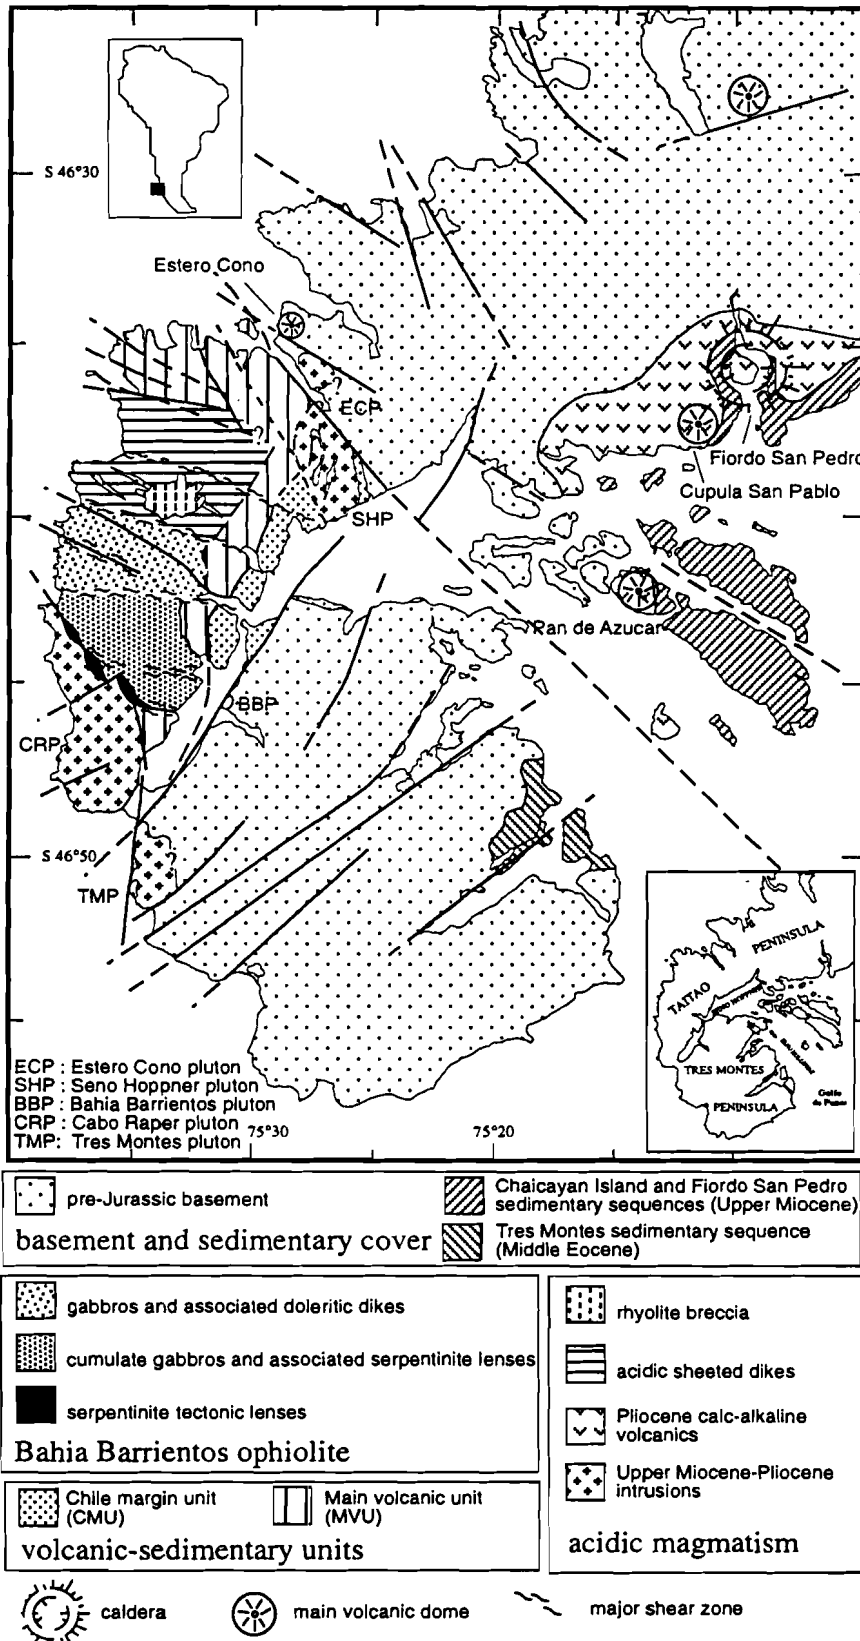 S 46°30
Estero Cono
ECP
Fiordo San Pedro
Cupula San Pablo
SHP
Pan de Azucar
BBP
CRP
S 46°50
TMP
PENINSULA
TAITAO
SENO HOPPNER
TRES MONTES
PENINSULA
Golfo
de Penas
ECP : Estero Cono pluton
SHP : Seno Hoppner pluton
BBP : Bahia Barrientos pluton
CRP : Cabo Raper pluton
TMP: Tres Montes pluton
75°30
75°20
pre-Jurassic basement
Chaicayan Island and Fiordo San Pedro
sedimentary sequences (Upper Miocene)
basement and sedimentary cover
Tres Montes sedimentary sequence
(Middle Eocene)
gabbros and associated doleritic dikes
cumulate gabbros and associated serpentinite lenses
serpentinite tectonic lenses
Bahia Barrientos ophiolite
rhyolite breccia
acidic sheeted dikes
Pliocene calc-alkaline
volcanics
Upper Miocene-Pliocene
intrusions
acidic magmatism
Chile margin unit
(CMU)
Main volcanic unit
(MVU)
volcanic-sedimentary units
caldera
main volcanic dome
major shear zone